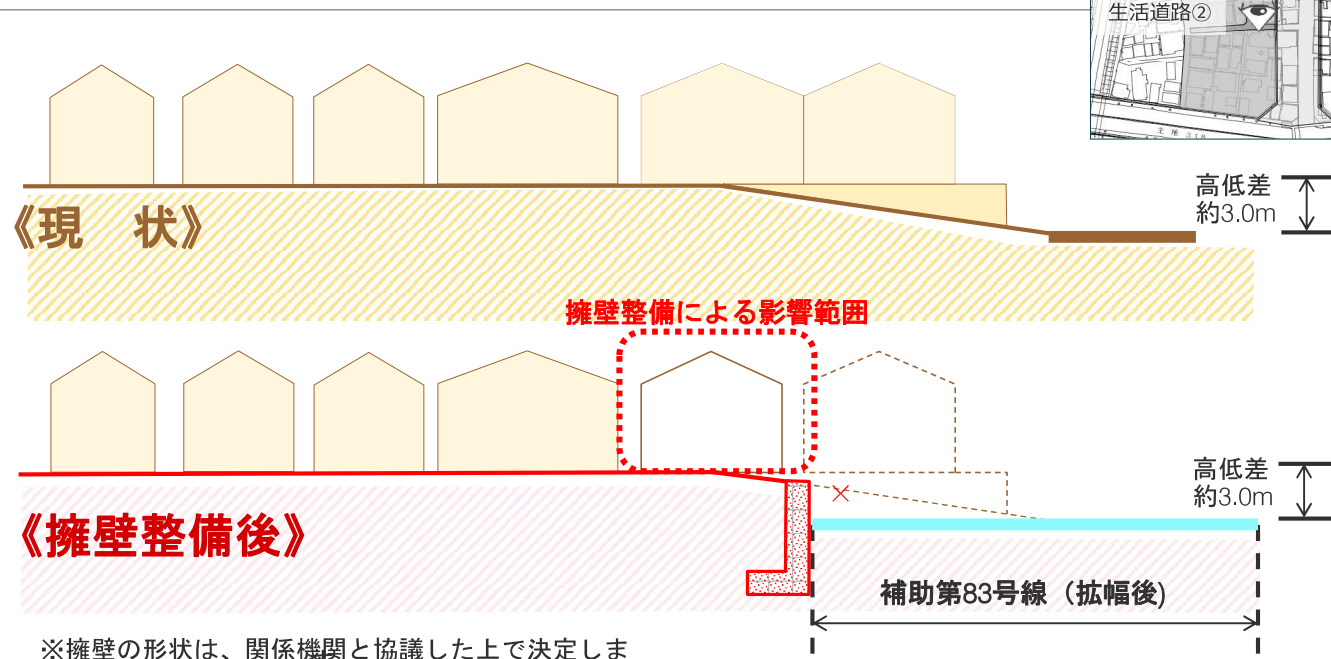 生活道路②
主地 318
高低差
約3.0m
《現　状》
擁壁整備による影響範囲
高低差
約3.0m
《擁壁整備後》
補助第83号線（拡幅後)
※擁壁の形状は、関係機関と協議した上で決定しま